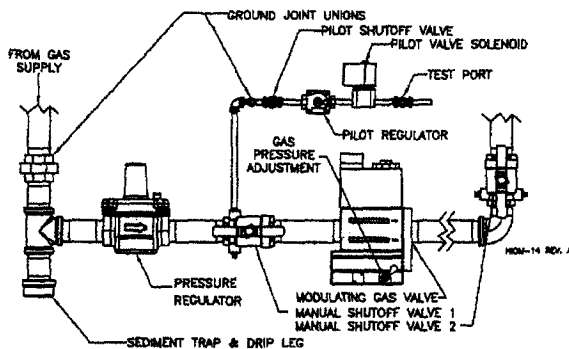 GROUND JOINT UNIONS
PILOT SHUTOFF VALVE
PILOT VALVE SOLENOID
FROM GAS
SUPPLY
TEST PORT
PILOT REGULATOR
GAS
PRESSURE
ADJUSTMENT
PRESSURE
REGULATOR
MODULATING GAS VALVE
MANUAL SHUTOFF VALVE 1
MANUAL SHUTOFF VALVE 2
SEDIMENT TRAP & DRIP LEG